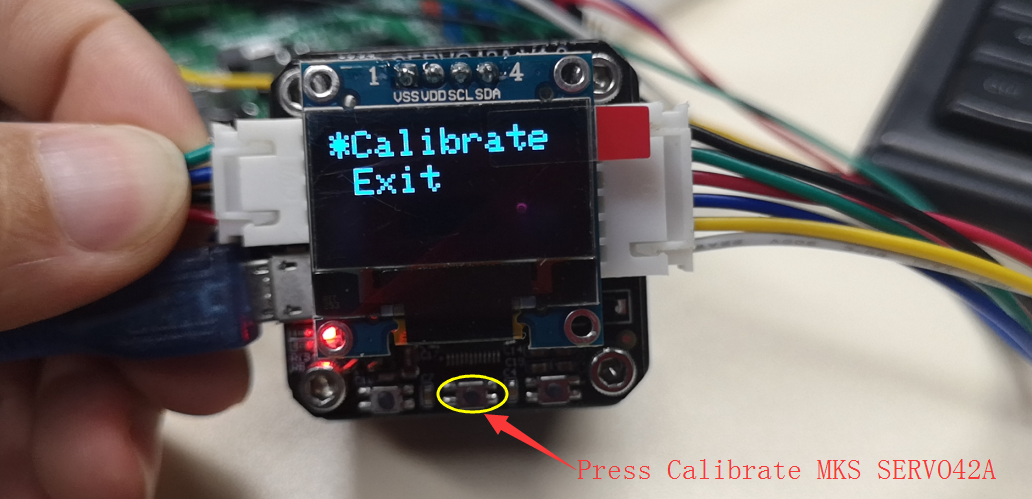 1 4
VSS VDD SCL SDA
*Calibrate
Exit
Press Calibrate MKS SERVO42A